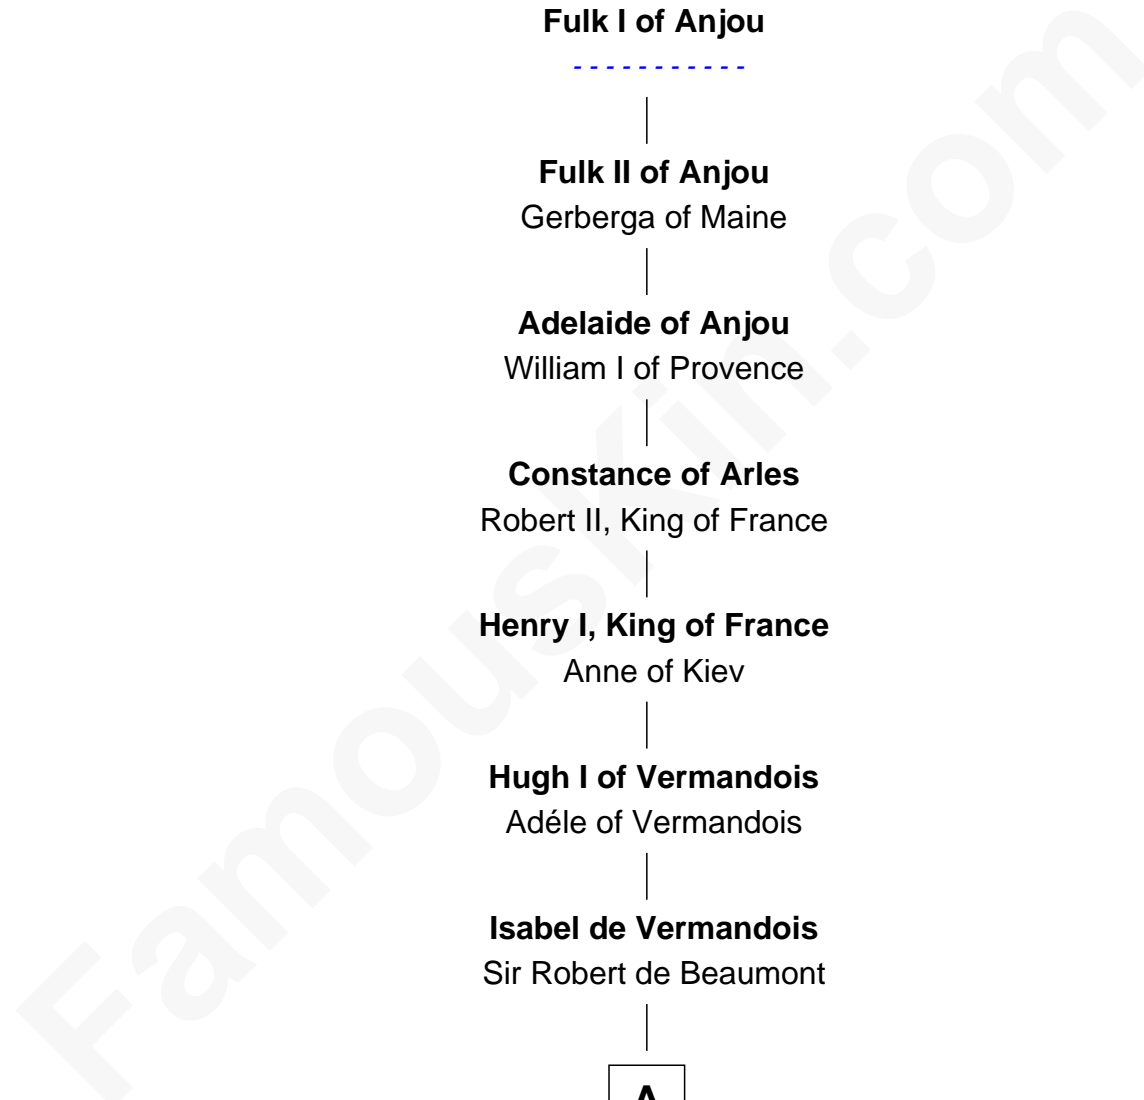 Fulk I of Anjou
- - - - - - - - - - -
Fulk II of Anjou
Gerberga of Maine
Adelaide of Anjou
William I of Provence
Constance of Arles
Robert II, King of France
Henry I, King of France
Anne of Kiev
Hugh I of Vermandois
Adéle of Vermandois
Isabel de Vermandois
Sir Robert de Beaumont
A
FamousKin.com